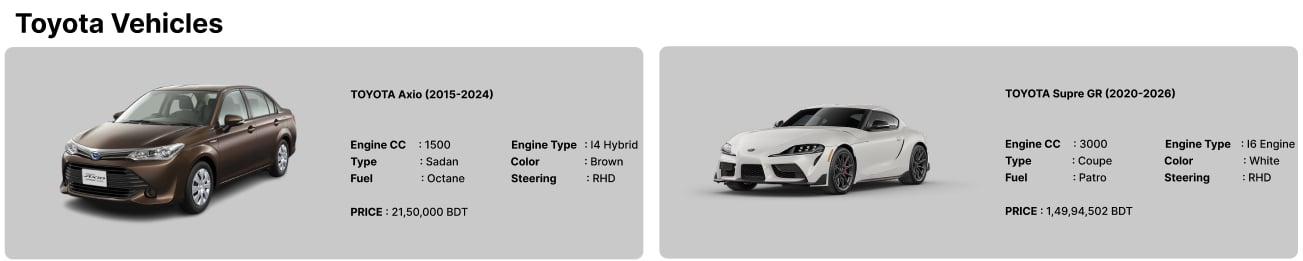 Toyota Vehicles
TOYOTA Axio (2015-2024)
Engine CC : 1500 Engine Type : I4 Hybrid
Type : Sadan Color : Brown
Fuel : Octane Steering : RHD
PRICE : 21,50,000 BDT
AXIO
TOYOTA Supre GR (2020-2026)
Engine CC : 3000 Engine Type : I6 Engine
Type : Coupe Color : White
Fuel : Patro Steering : RHD
PRICE : 1,49,94,502 BDT